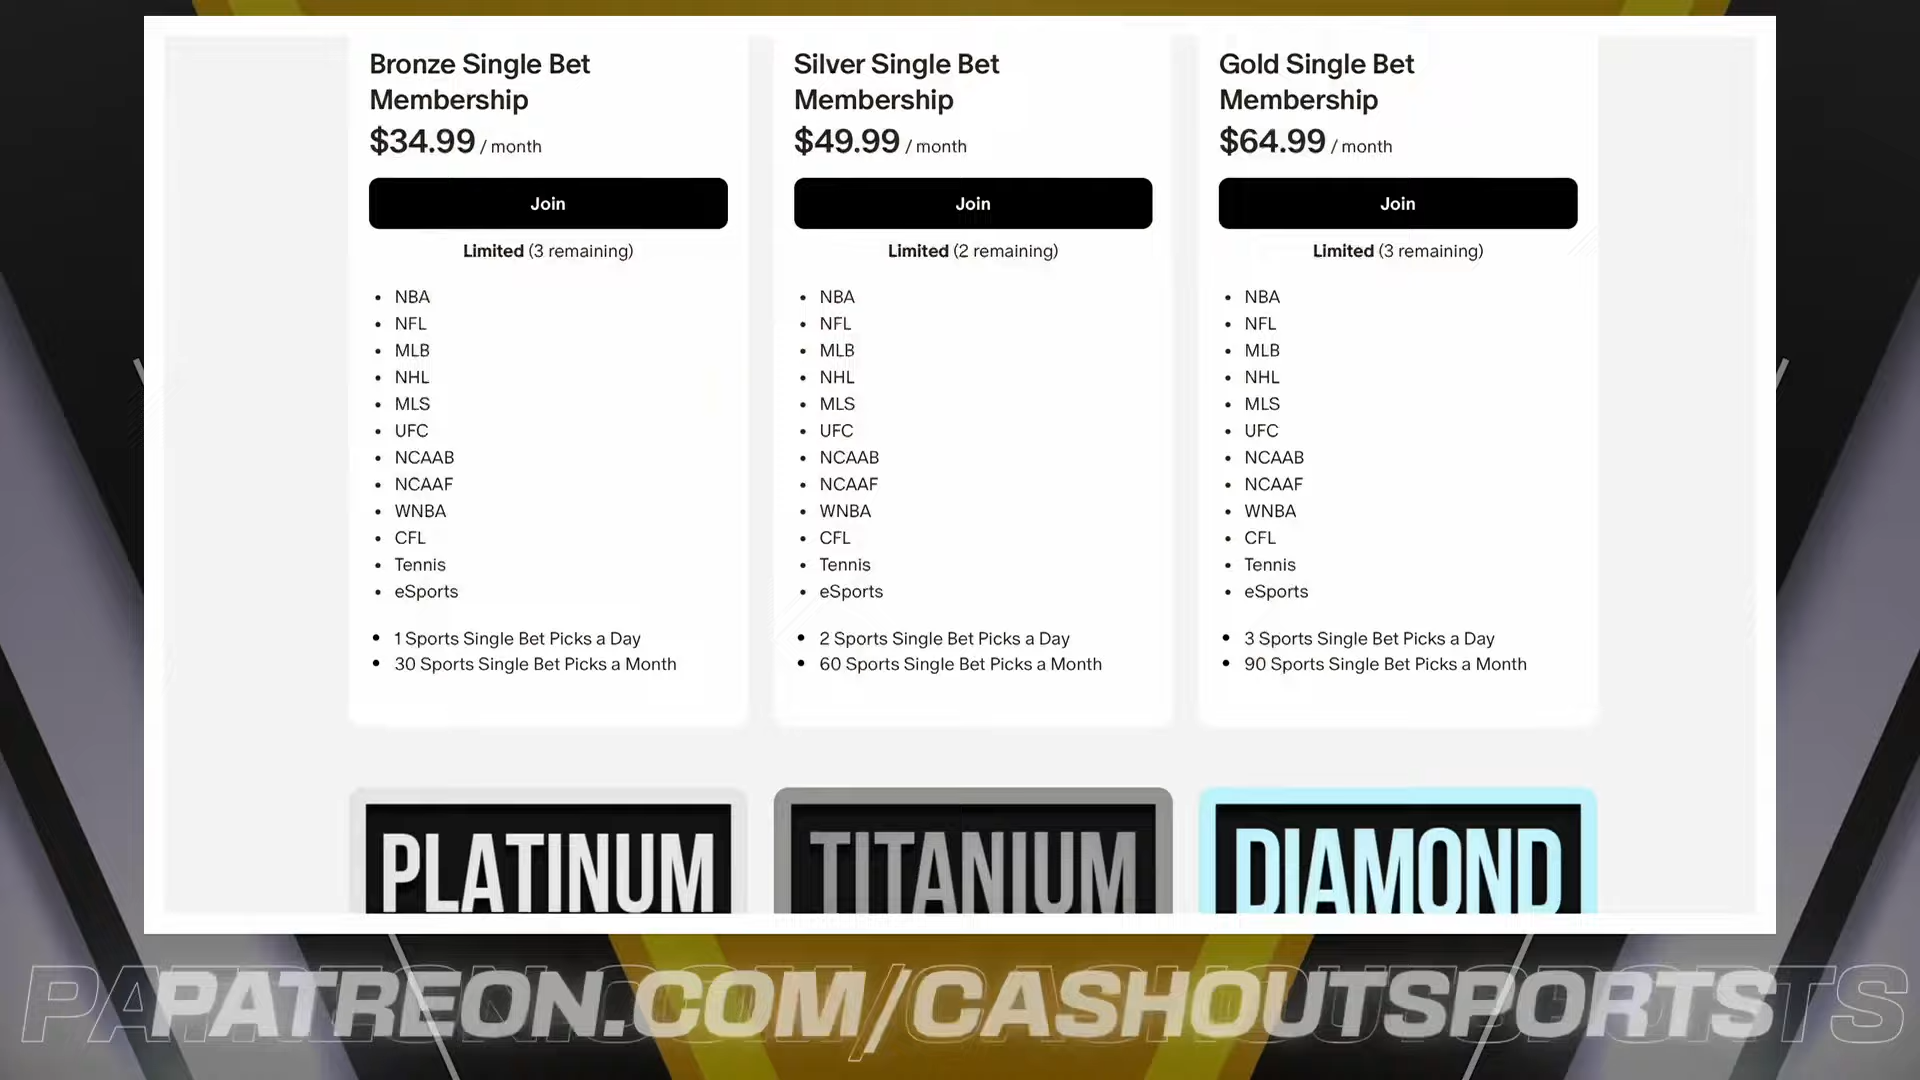 Bronze Single Bet
Membership
$34.99 / month
Join
Limited (3 remaining)
• NBA
• NFL
• MLB
• NHL
• MLS
• UFC
• NCAAB
• NCAAF
• WNBA
• CFL
• Tennis
• eSports
• 1 Sports Single Bet Picks a Day
• 30 Sports Single Bet Picks a Month
Silver Single Bet
Membership
$49.99 / month
Join
Limited (2 remaining)
• NBA
• NFL
• MLB
• NHL
• MLS
• UFC
• NCAAB
• NCAAF
• WNBA
• CFL
• Tennis
• eSports
• 2 Sports Single Bet Picks a Day
• 60 Sports Single Bet Picks a Month
Gold Single Bet
Membership
$64.99 / month
Join
Limited (3 remaining)
• NBA
• NFL
• MLB
• NHL
• MLS
• UFC
• NCAAB
• NCAAF
• WNBA
• CFL
• Tennis
• eSports
• 3 Sports Single Bet Picks a Day
• 90 Sports Single Bet Picks a Month
PLATINUM
TITANIUM
DIAMOND
PATREON.COM/CASHOUTSPORTS